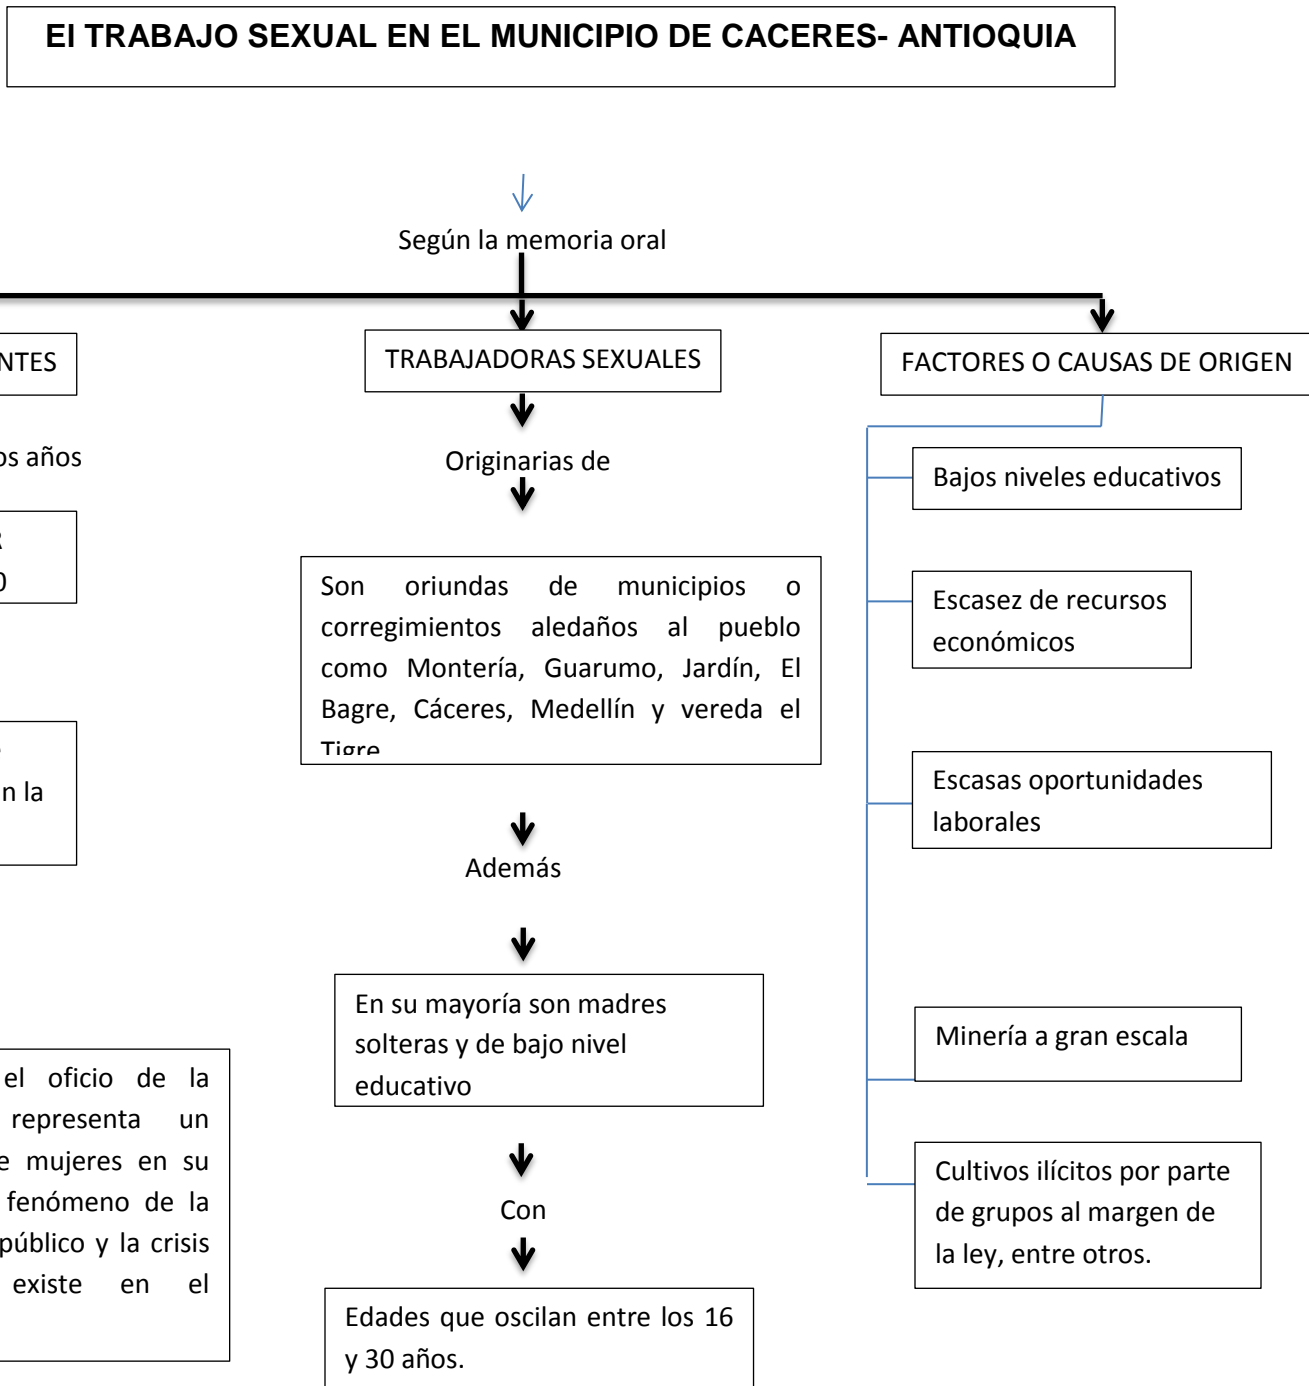 El TRABAJO SEXUAL EN EL MUNICIPIO DE CACERES- ANTIOQUIA
Según la memoria oral
NTES
os años
R
0
n la
el oficio de la
representa un
e mujeres en su
fenómeno de la
público y la crisis
existe en el
TRABAJADORAS SEXUALES
Originarias de
Son oriundas de municipios o
corregimientos aledaños al pueblo
como Montería, Guarumo, Jardín, El
Bagre, Cáceres, Medellín y vereda el
Tigre
Además
En su mayoría son madres
solteras y de bajo nivel
educativo
Con
Edades que oscilan entre los 16
y 30 años.
FACTORES O CAUSAS DE ORIGEN
Bajos niveles educativos
Escasez de recursos
económicos
Escasas oportunidades
laborales
Minería a gran escala
Cultivos ilícitos por parte
de grupos al margen de
la ley, entre otros.